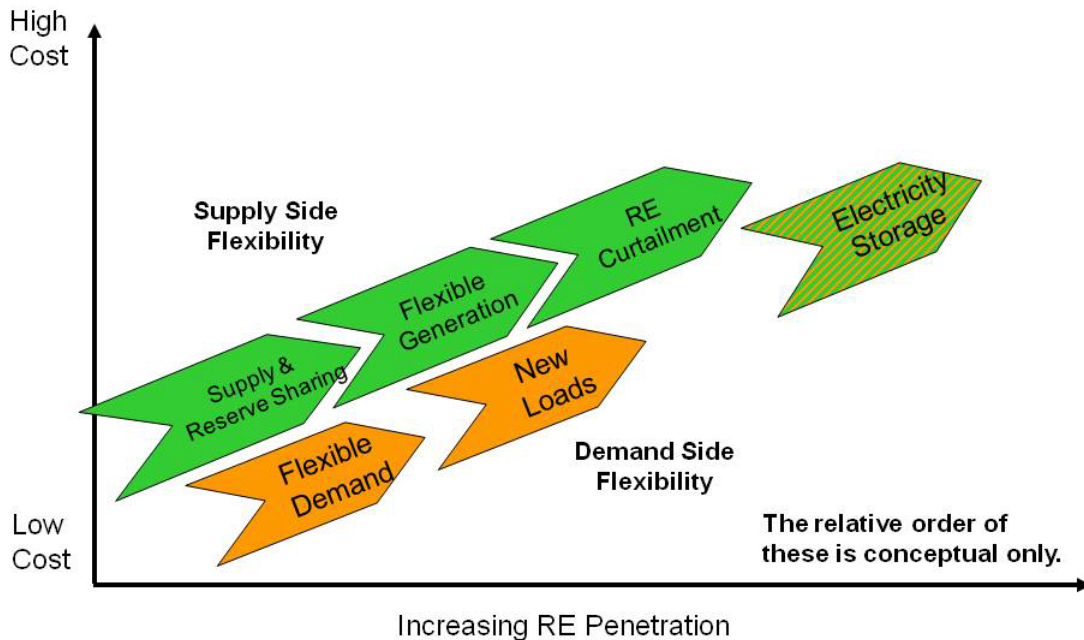 High
Cost
Supply Side
Flexibility
RE
Curtailment
Electricity
Storage
Flexible
Generation
Supply &
Reserve Sharing
New
Loads
Flexible
Demand
Demand Side
Flexibility
Low
Cost
The relative order of
these is conceptual only.
Increasing RE Penetration